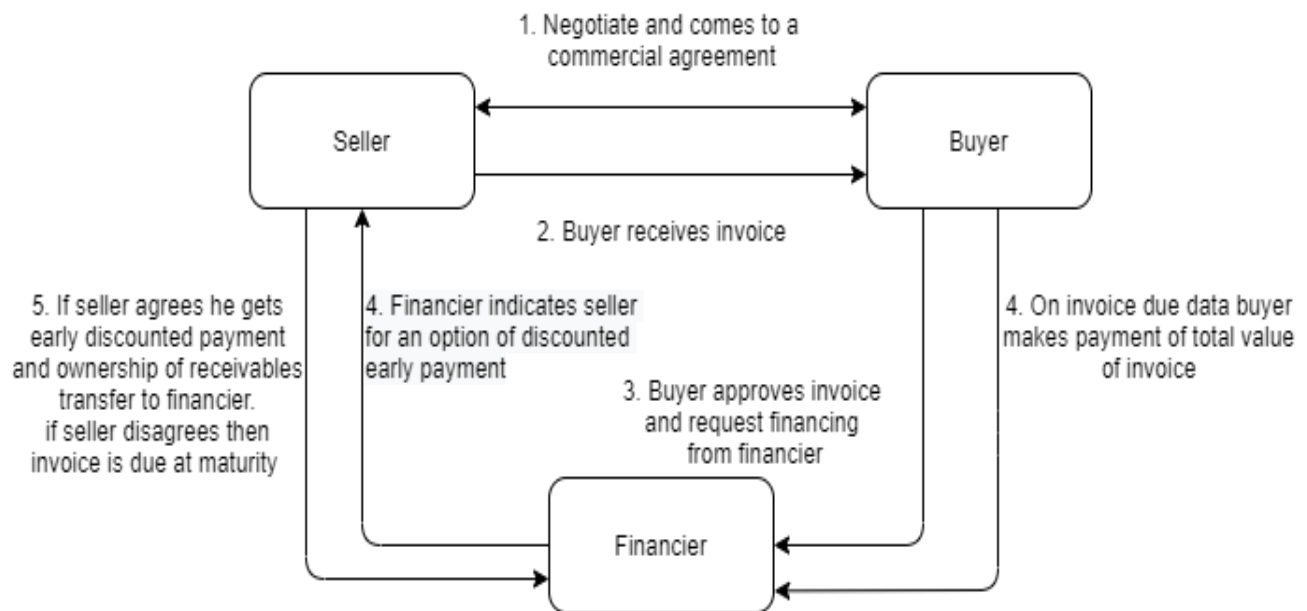 1. Negotiate and comes to a
commercial agreement
Seller
Buyer
2. Buyer receives invoice
5. If seller agrees he gets
early discounted payment
and ownership of receivables
transfer to financier.
if seller disagrees then
invoice is due at maturity
4. Financier indicates seller
for an option of discounted
early payment
4. On invoice due data buyer
makes payment of total value
of invoice
3. Buyer approves invoice
and request financing
from financier
Financier